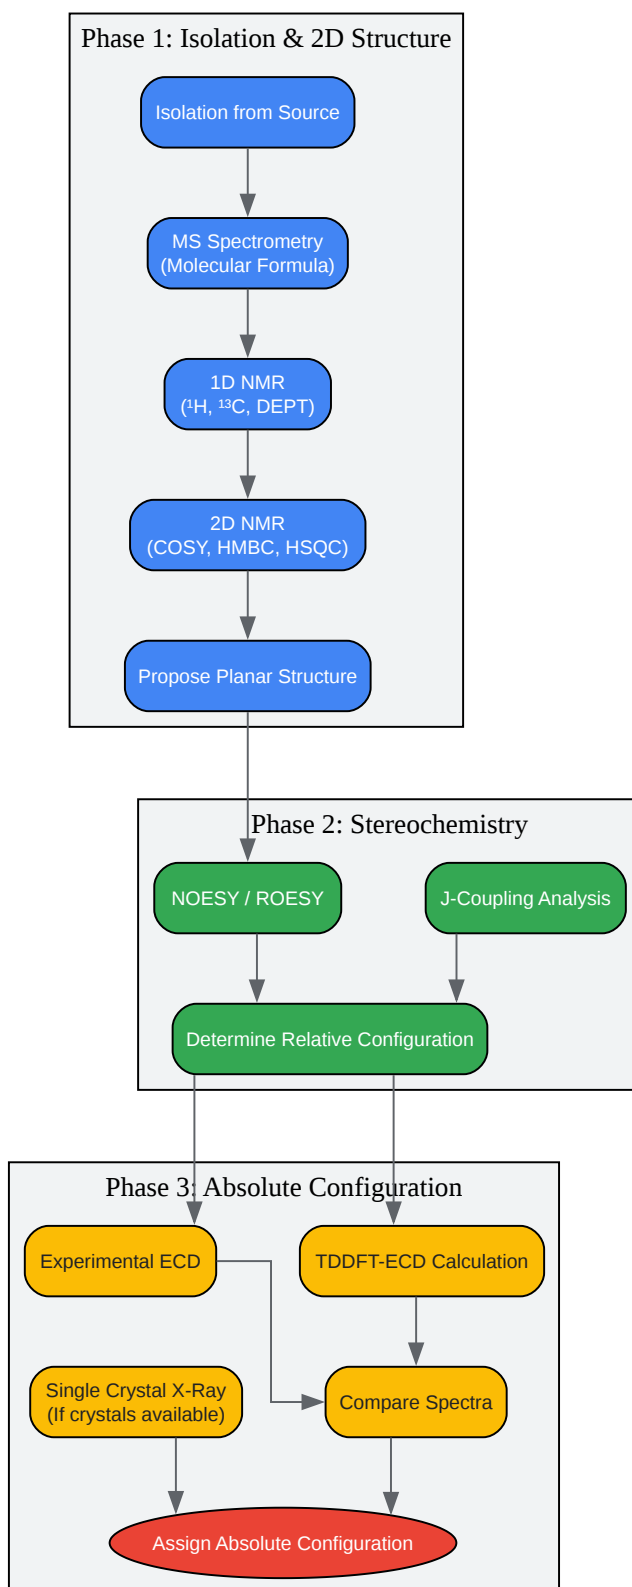 Phase 1: Isolation & 2D Structure
Isolation from Source
MS Spectrometry
(Molecular Formula)
1D NMR
(¹H, ¹³C, DEPT)
2D NMR
(COSY, HMBC, HSQC)
Propose Planar Structure
Phase 2: Stereochemistry
NOESY / ROESY
J-Coupling Analysis
Determine Relative Configuration
Phase 3: Absolute Configuration
Experimental ECD
TDDFT-ECD Calculation
Single Crystal X-Ray
(If crystals available)
Compare Spectra
Assign Absolute Configuration